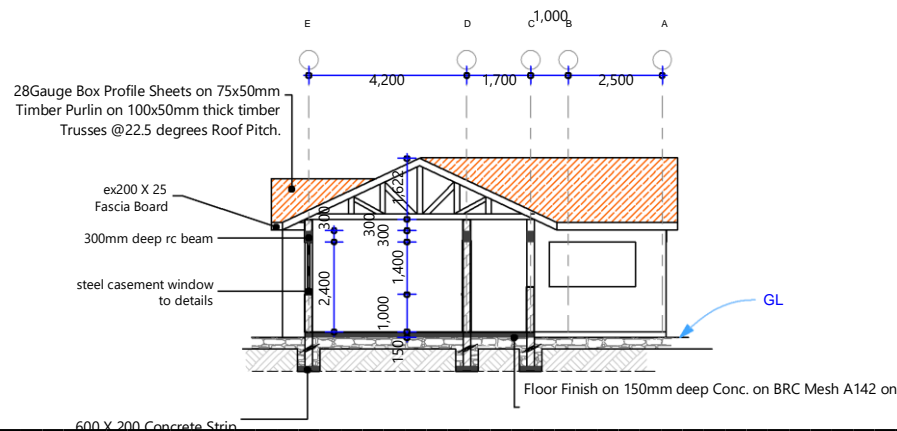 1,000
E
D
C
B
A
4,200
1,700
2,500
28Gauge Box Profile Sheets on 75x50mm
Timber Purlin on 100x50mm thick timber
Trusses @22.5 degrees Roof Pitch.
1,622
ex200 X 25
Fascia Board
300
300
300
300mm deep rc beam
1,400
steel casement window
to details
2,400
1,000
GL
150
Floor Finish on 150mm deep Conc. on BRC Mesh A142 on
600 X 200 Concrete Strip